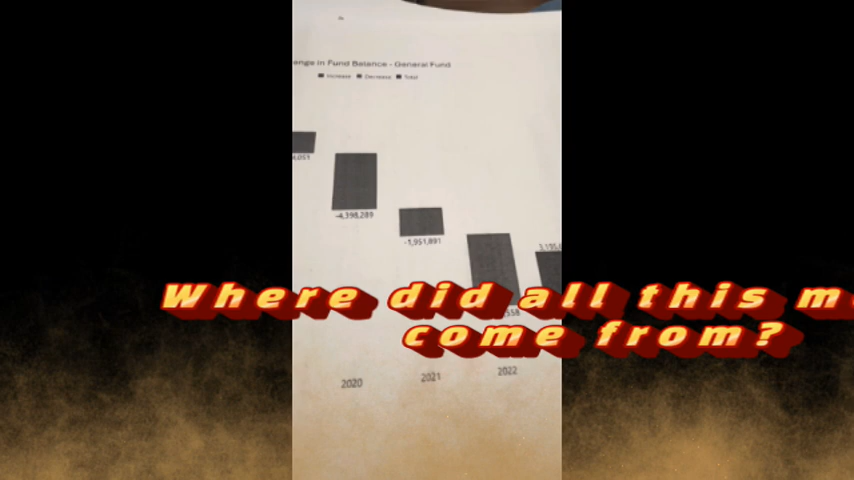 ange in Fund Balance - General Fund
Increase Decrease Total
-4,398,289
-1,951,891
Where did all this m
come from?
2020 2021 2022